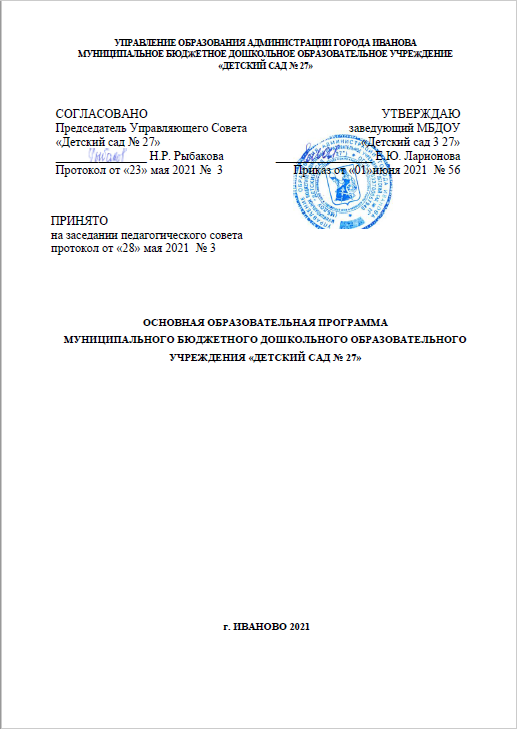 УПРАВЛЕНИЕ ОБРАЗОВАНИЯ АДМИНИСТРАЦИИ ГОРОДА ИВАНОВА
МУНИЦИПАЛЬНОЕ БЮДЖЕТНОЕ ДОШКОЛЬНОЕ ОБРАЗОВАТЕЛЬНОЕ УЧРЕЖДЕНИЕ
«ДЕТСКИЙ САД № 27»
СОГЛАСОВАНО
Председатель Управляющего Совета
«Детский сад № 27»
Н.Р. Рыбакова
Протокол от «23» мая 2021 № 3
УТВЕРЖДАЮ
заведующий МБДОУ
«Детский сад 3 27»
Е.Ю. Ларионова
Приказ от «01»июня 2021 № 56
ПРИНЯТО
на заседании педагогического совета
протокол от «28» мая 2021 № 3
ОСНОВНАЯ ОБРАЗОВАТЕЛЬНАЯ ПРОГРАММА
МУНИЦИПАЛЬНОГО БЮДЖЕТНОГО ДОШКОЛЬНОГО ОБРАЗОВАТЕЛЬНОГО
УЧРЕЖДЕНИЯ «ДЕТСКИЙ САД № 27»
г. ИВАНОВО 2021